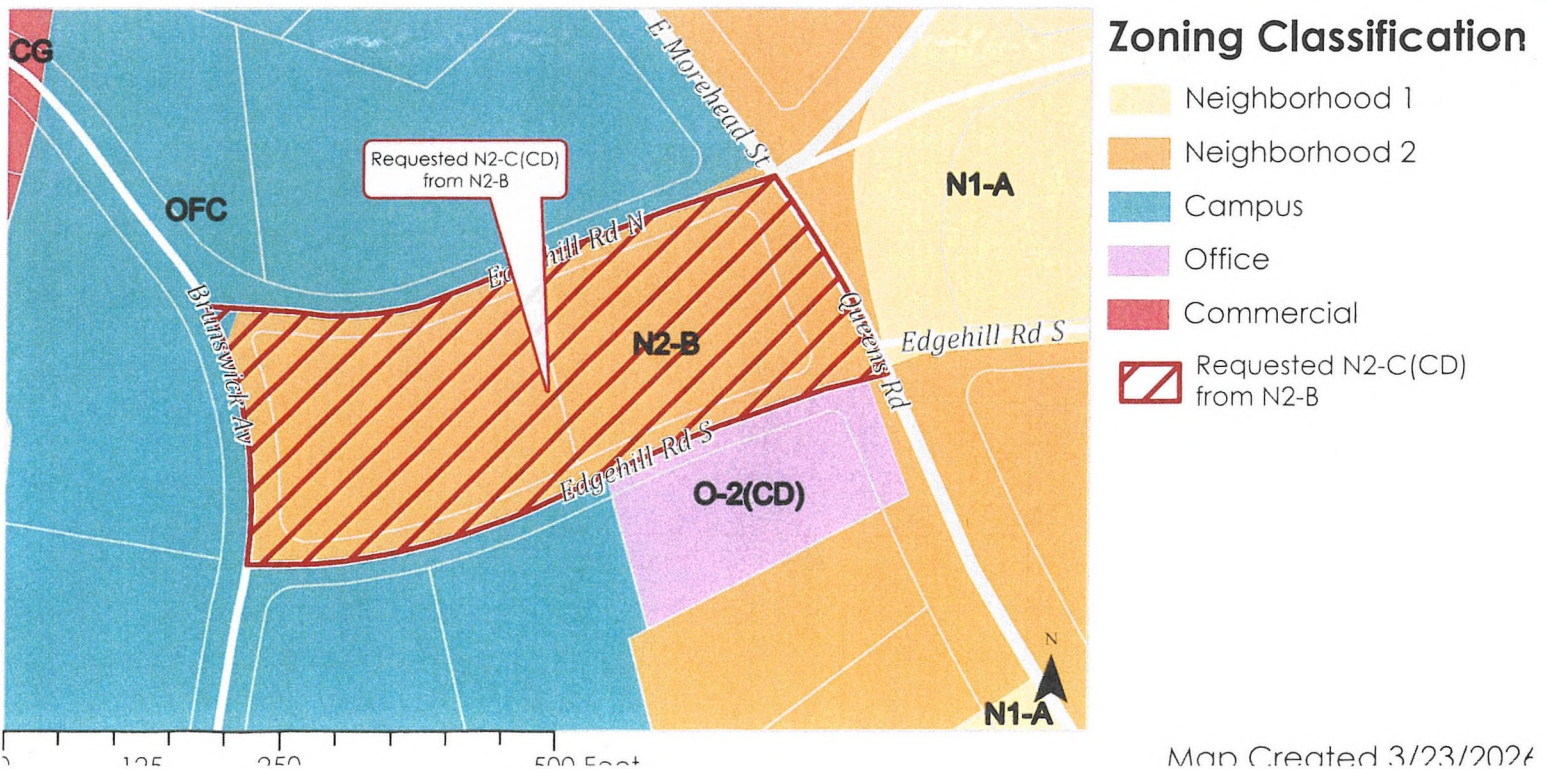 CG
E Morehead St
Requested N2-C(CD)
from N2-B
OFC
N1-A
Edgehill Rd N
Brunswick Av
N2-B
Queens Rd
Edgehill Rd S
Edgehill Rd S
O-2(CD)
N
N1-A
0 125 250 500 Feet
Zoning Classification
Neighborhood 1
Neighborhood 2
Campus
Office
Commercial
Requested N2-C(CD)
from N2-B
Map Created 3/23/2026